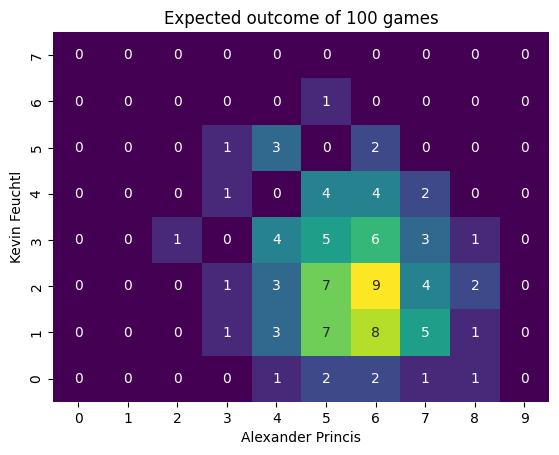 Expected outcome of 100 games
Kevin Feuchtl
7 0 0 0 0 0 0 0 0 0 0
6 0 0 0 0 0 1 0 0 0 0
5 0 0 0 1 3 0 2 0 0 0
4 0 0 0 1 0 4 4 2 0 0
3 0 0 1 0 4 5 6 3 1 0
2 0 0 0 1 3 7 9 4 2 0
1 0 0 0 1 3 7 8 5 1 0
0 0 0 0 0 1 2 2 1 1 0
0 1 2 3 4 5 6 7 8 9
Alexander Princis